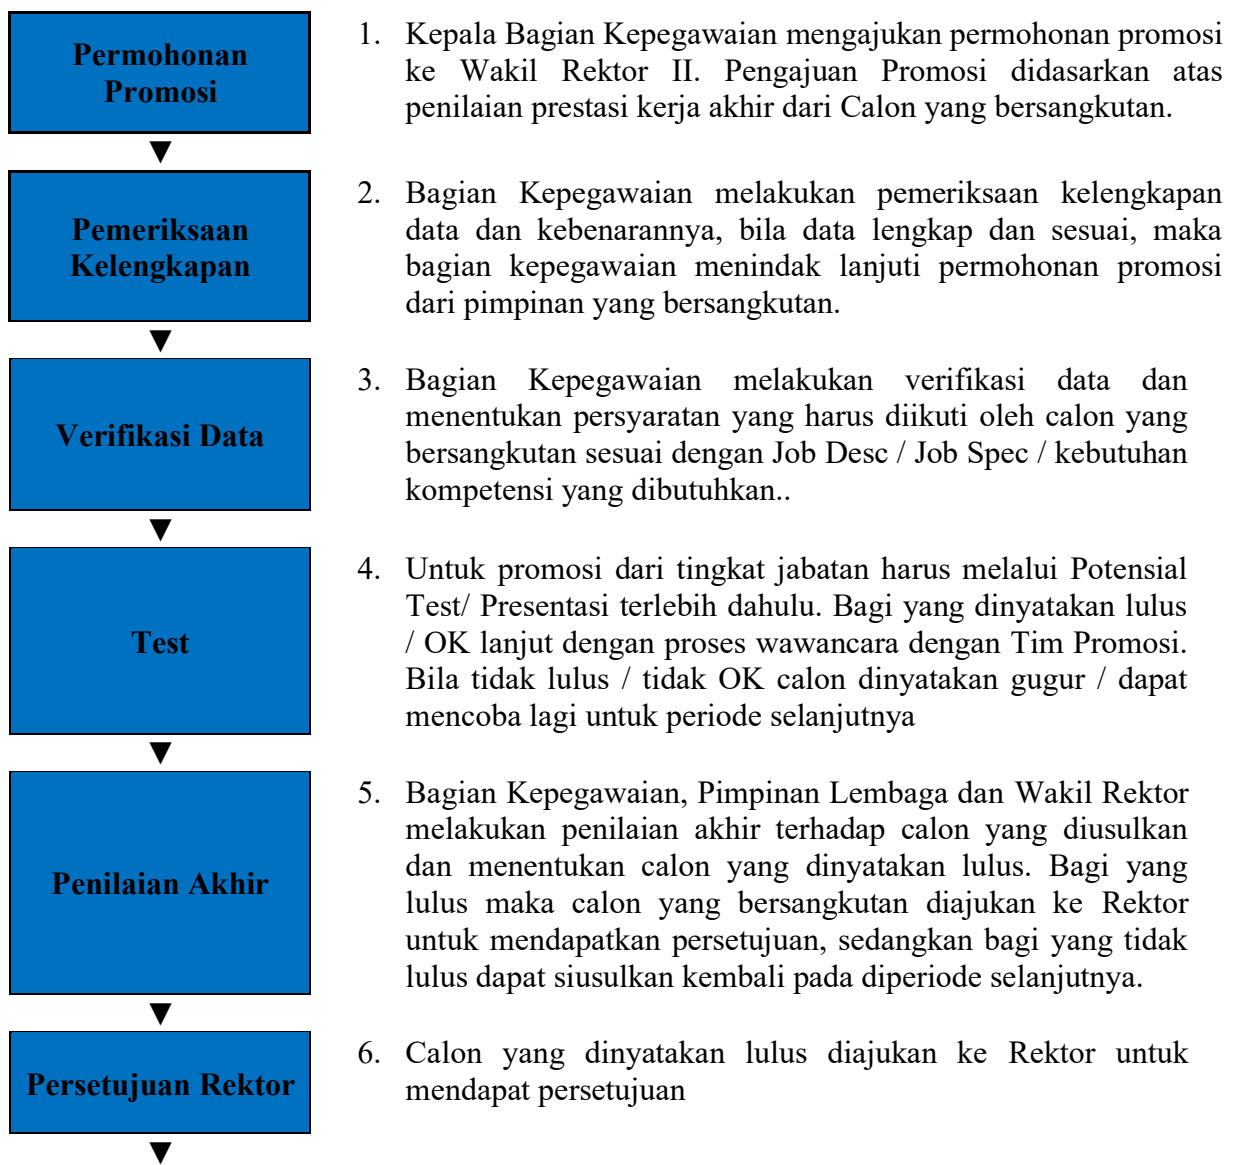 Permohonan
Promosi
1. Kepala Bagian Kepegawaian mengajukan permohonan promosi
ke Wakil Rektor II. Pengajuan Promosi didasarkan atas
penilaian prestasi kerja akhir dari Calon yang bersangkutan.
▼
Pemeriksaan
Kelengkapan
2. Bagian Kepegawaian melakukan pemeriksaan kelengkapan
data dan kebenarannya, bila data lengkap dan sesuai, maka
bagian kepegawaian menindak lanjuti permohonan promosi
dari pimpinan yang bersangkutan.
▼
Verifikasi Data
3. Bagian Kepegawaian melakukan verifikasi data dan
menentukan persyaratan yang harus diikuti oleh calon yang
bersangkutan sesuai dengan Job Desc / Job Spec / kebutuhan
kompetensi yang dibutuhkan..
▼
Test
4. Untuk promosi dari tingkat jabatan harus melalui Potensial
Test/ Presentasi terlebih dahulu. Bagi yang dinyatakan lulus
/ OK lanjut dengan proses wawancara dengan Tim Promosi.
Bila tidak lulus / tidak OK calon dinyatakan gugur / dapat
mencoba lagi untuk periode selanjutnya
▼
Penilaian Akhir
5. Bagian Kepegawaian, Pimpinan Lembaga dan Wakil Rektor
melakukan penilaian akhir terhadap calon yang diusulkan
dan menentukan calon yang dinyatakan lulus. Bagi yang
lulus maka calon yang bersangkutan diajukan ke Rektor
untuk mendapatkan persetujuan, sedangkan bagi yang tidak
lulus dapat siusulkan kembali pada diperiode selanjutnya.
▼
Persetujuan Rektor
6. Calon yang dinyatakan lulus diajukan ke Rektor untuk
mendapat persetujuan
▼